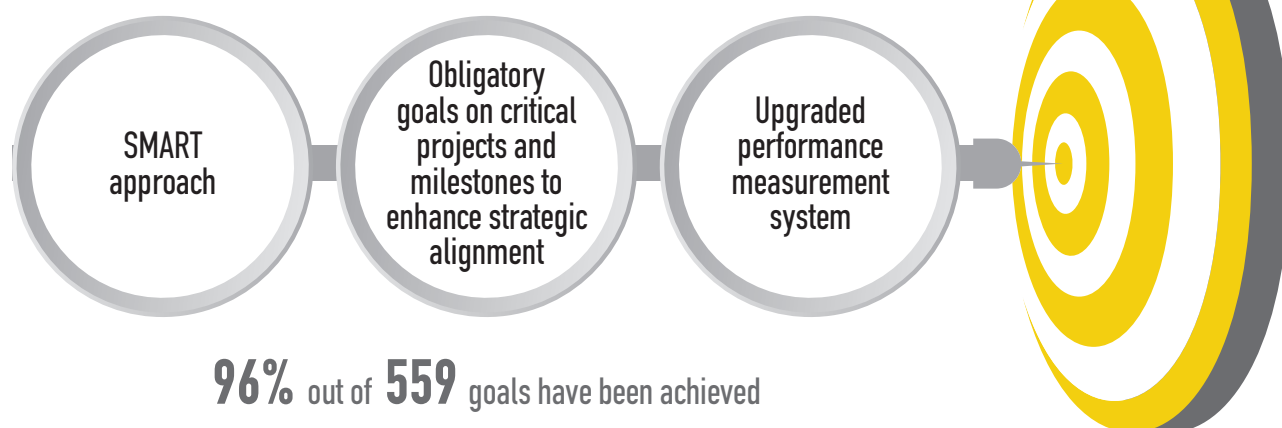 SMART
approach
Obligatory
goals on critical
projects and
milestones to
enhance strategic
alignment
Upgraded
performance
measurement
system
96% out of 559 goals have been achieved